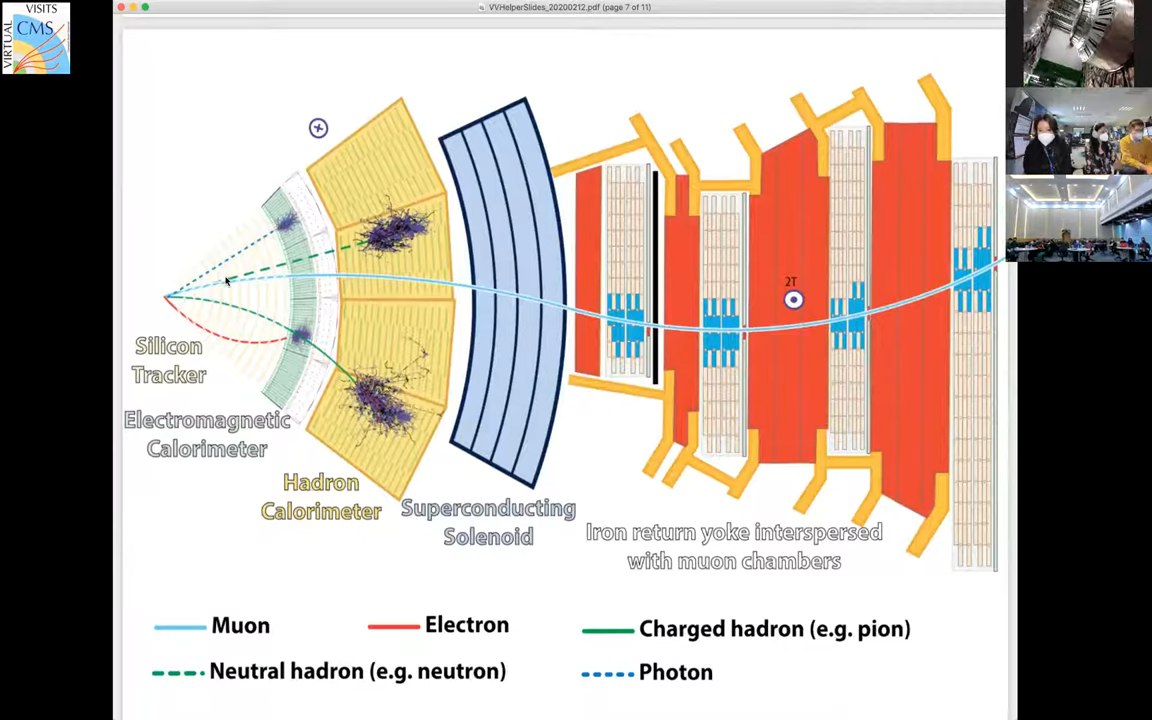 VISITS
VIRTUAL
CMS
VVHelperSlides_20200212.pdf (page 7 of 11)
2T
Silicon
Tracker
Electromagnetic
Calorimeter
Hadron
Calorimeter
Superconducting
Solenoid
Iron return yoke interspersed
with muon chambers
Muon
Electron
Charged hadron (e.g. pion)
Neutral hadron (e.g. neutron)
Photon